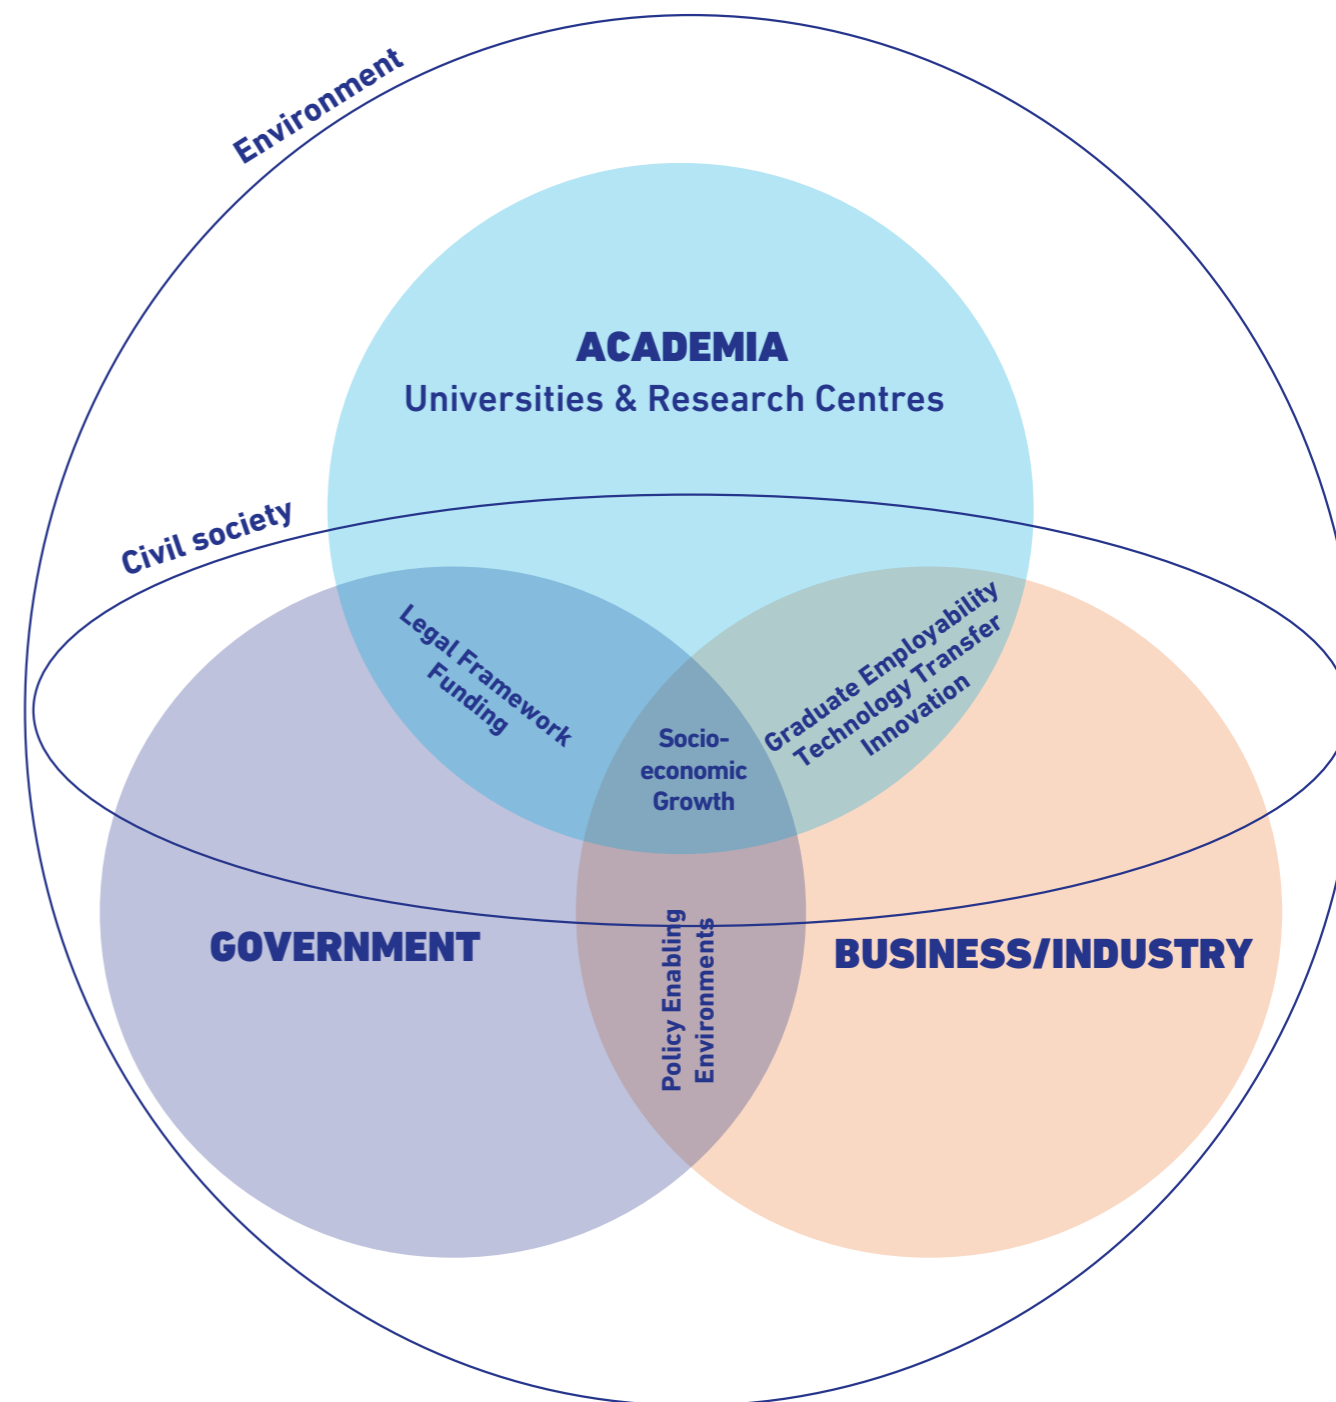 Environment
ACADEMIA
Universities & Research Centres
Civil society
Legal Framework
Funding
Graduate Employability
Technology Transfer
Innovation
Socio-
economic
Growth
GOVERNMENT
BUSINESS/INDUSTRY
Policy Enabling
Environments